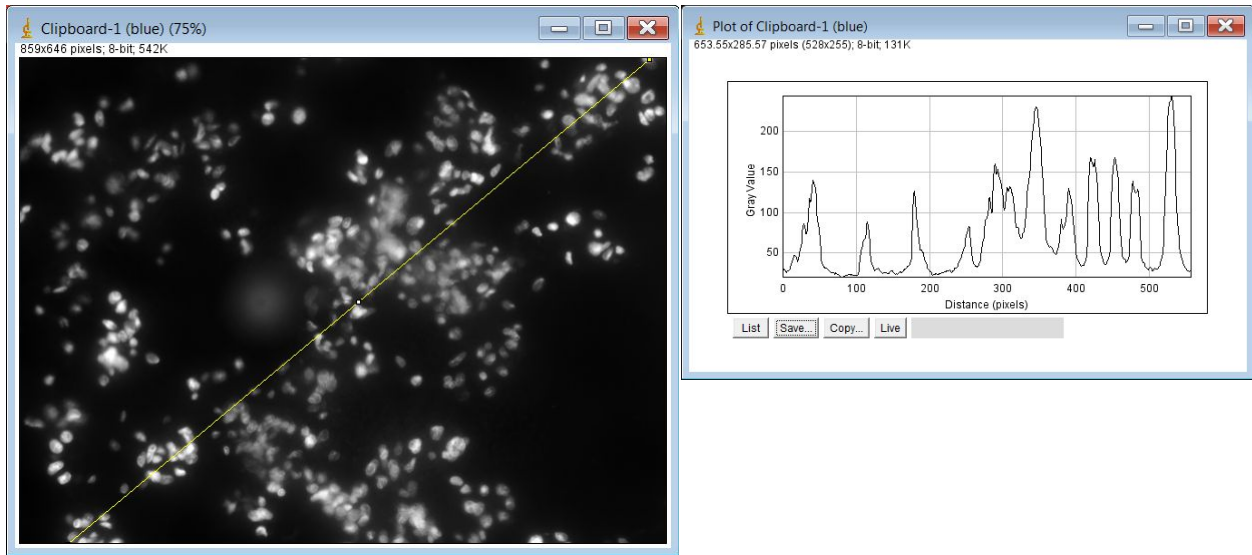 Clipboard-1 (blue) (75%)
859x646 pixels; 8-bit; 542K
Plot of Clipboard-1 (blue)
653.55x285.57 pixels (528x255); 8-bit; 131K
200
150
100
50
Gray Value
0 100 200 300 400 500
Distance (pixels)
List Save... Copy... Live